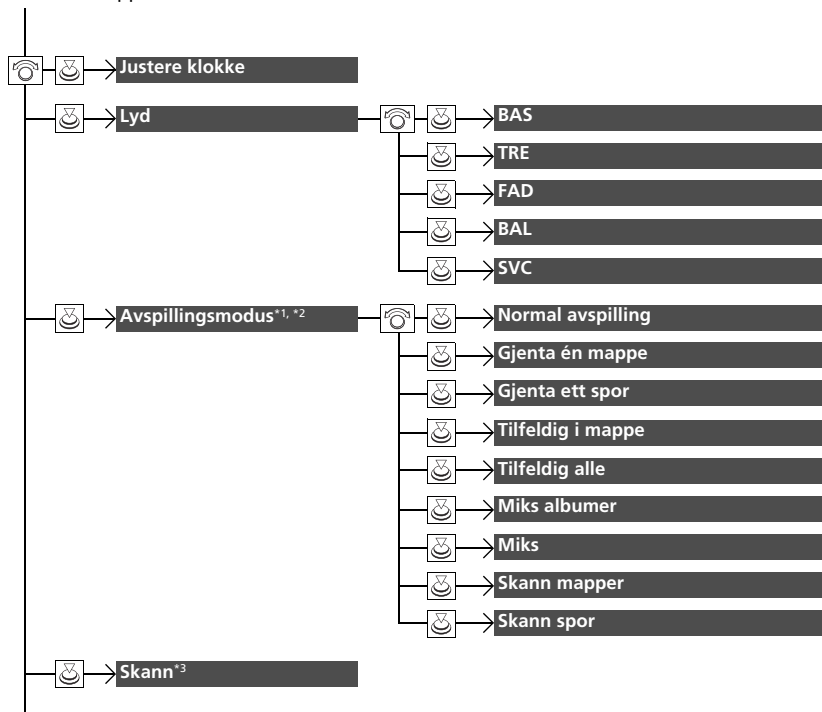 Justere klokke
Lyd
BAS
TRE
FAD
BAL
SVC
Avspillingsmodus*1, *2
Normal avspilling
Gjenta én mappe
Gjenta ett spor
Tilfeldig i mappe
Tilfeldig alle
Miks albumer
Miks
Skann mapper
Skann spor
Skann*3